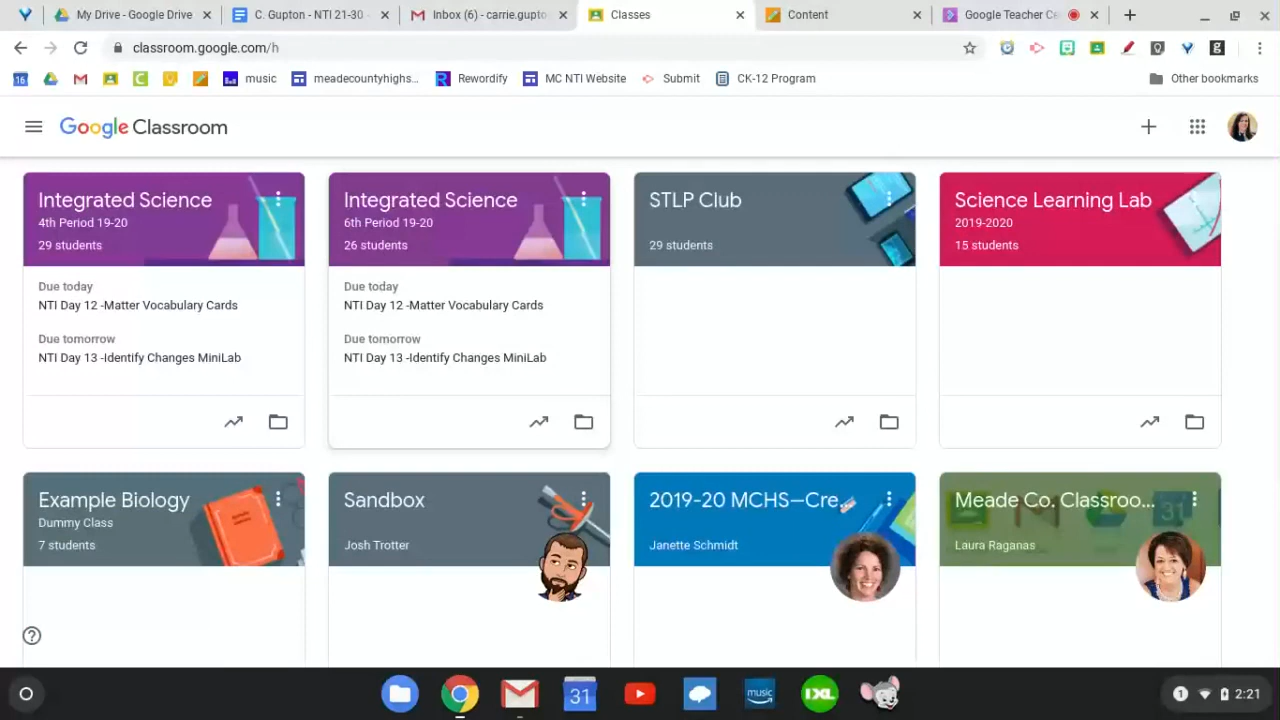 My Drive - Google Drive
C. Gupton - NTI 21-30 -
Inbox (6) - carrie.gupto
Classes
Content
Google Teacher Ce
classroom.google.com/h
16
music
meadecountyhighs...
Rewordify
MC NTI Website
Submit
CK-12 Program
Other bookmarks
Google Classroom
Integrated Science
4th Period 19-20
29 students
Due today
NTI Day 12 -Matter Vocabulary Cards
Due tomorrow
NTI Day 13 -Identify Changes MiniLab
Integrated Science
6th Period 19-20
26 students
Due today
NTI Day 12 -Matter Vocabulary Cards
Due tomorrow
NTI Day 13 -Identify Changes MiniLab
STLP Club
29 students
Science Learning Lab
2019-2020
15 students
Example Biology
Dummy Class
7 students
Sandbox
Josh Trotter
2019-20 MCHS—Cre...
Janette Schmidt
Meade Co. Classroo...
Laura Raganas
31
31
music
IXL
1
2:21